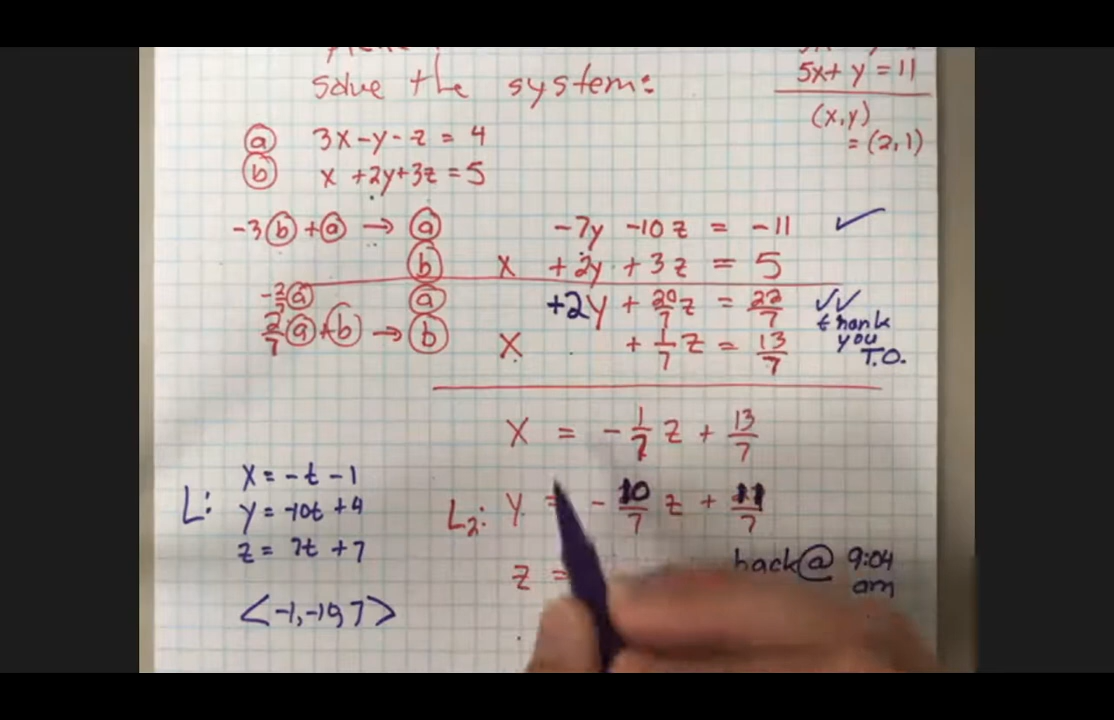 solve the system:
5x + y = 11
(x,y)
= (2,1)
ⓐ 3x - y - z = 4
ⓑ x + 2y + 3z = 5
-3ⓑ + ⓐ → ⓐ -7y -10z = -11 ✓
ⓑ x + 2y + 3z = 5
-2/7 ⓐ ⓐ +2y + 20/7 z = 22/7 ✓✓
thank
you
T.O.
2/7 ⓐ + ⓑ → ⓑ x + 1/7 z = 13/7
x = -1/7 z + 13/7
L₂: y = -10/7 z + 11/7
z =
L: x = -t - 1
y = -10t + 4
z = 7t + 7
<-1, -10, 7>
back @ 9:04
am